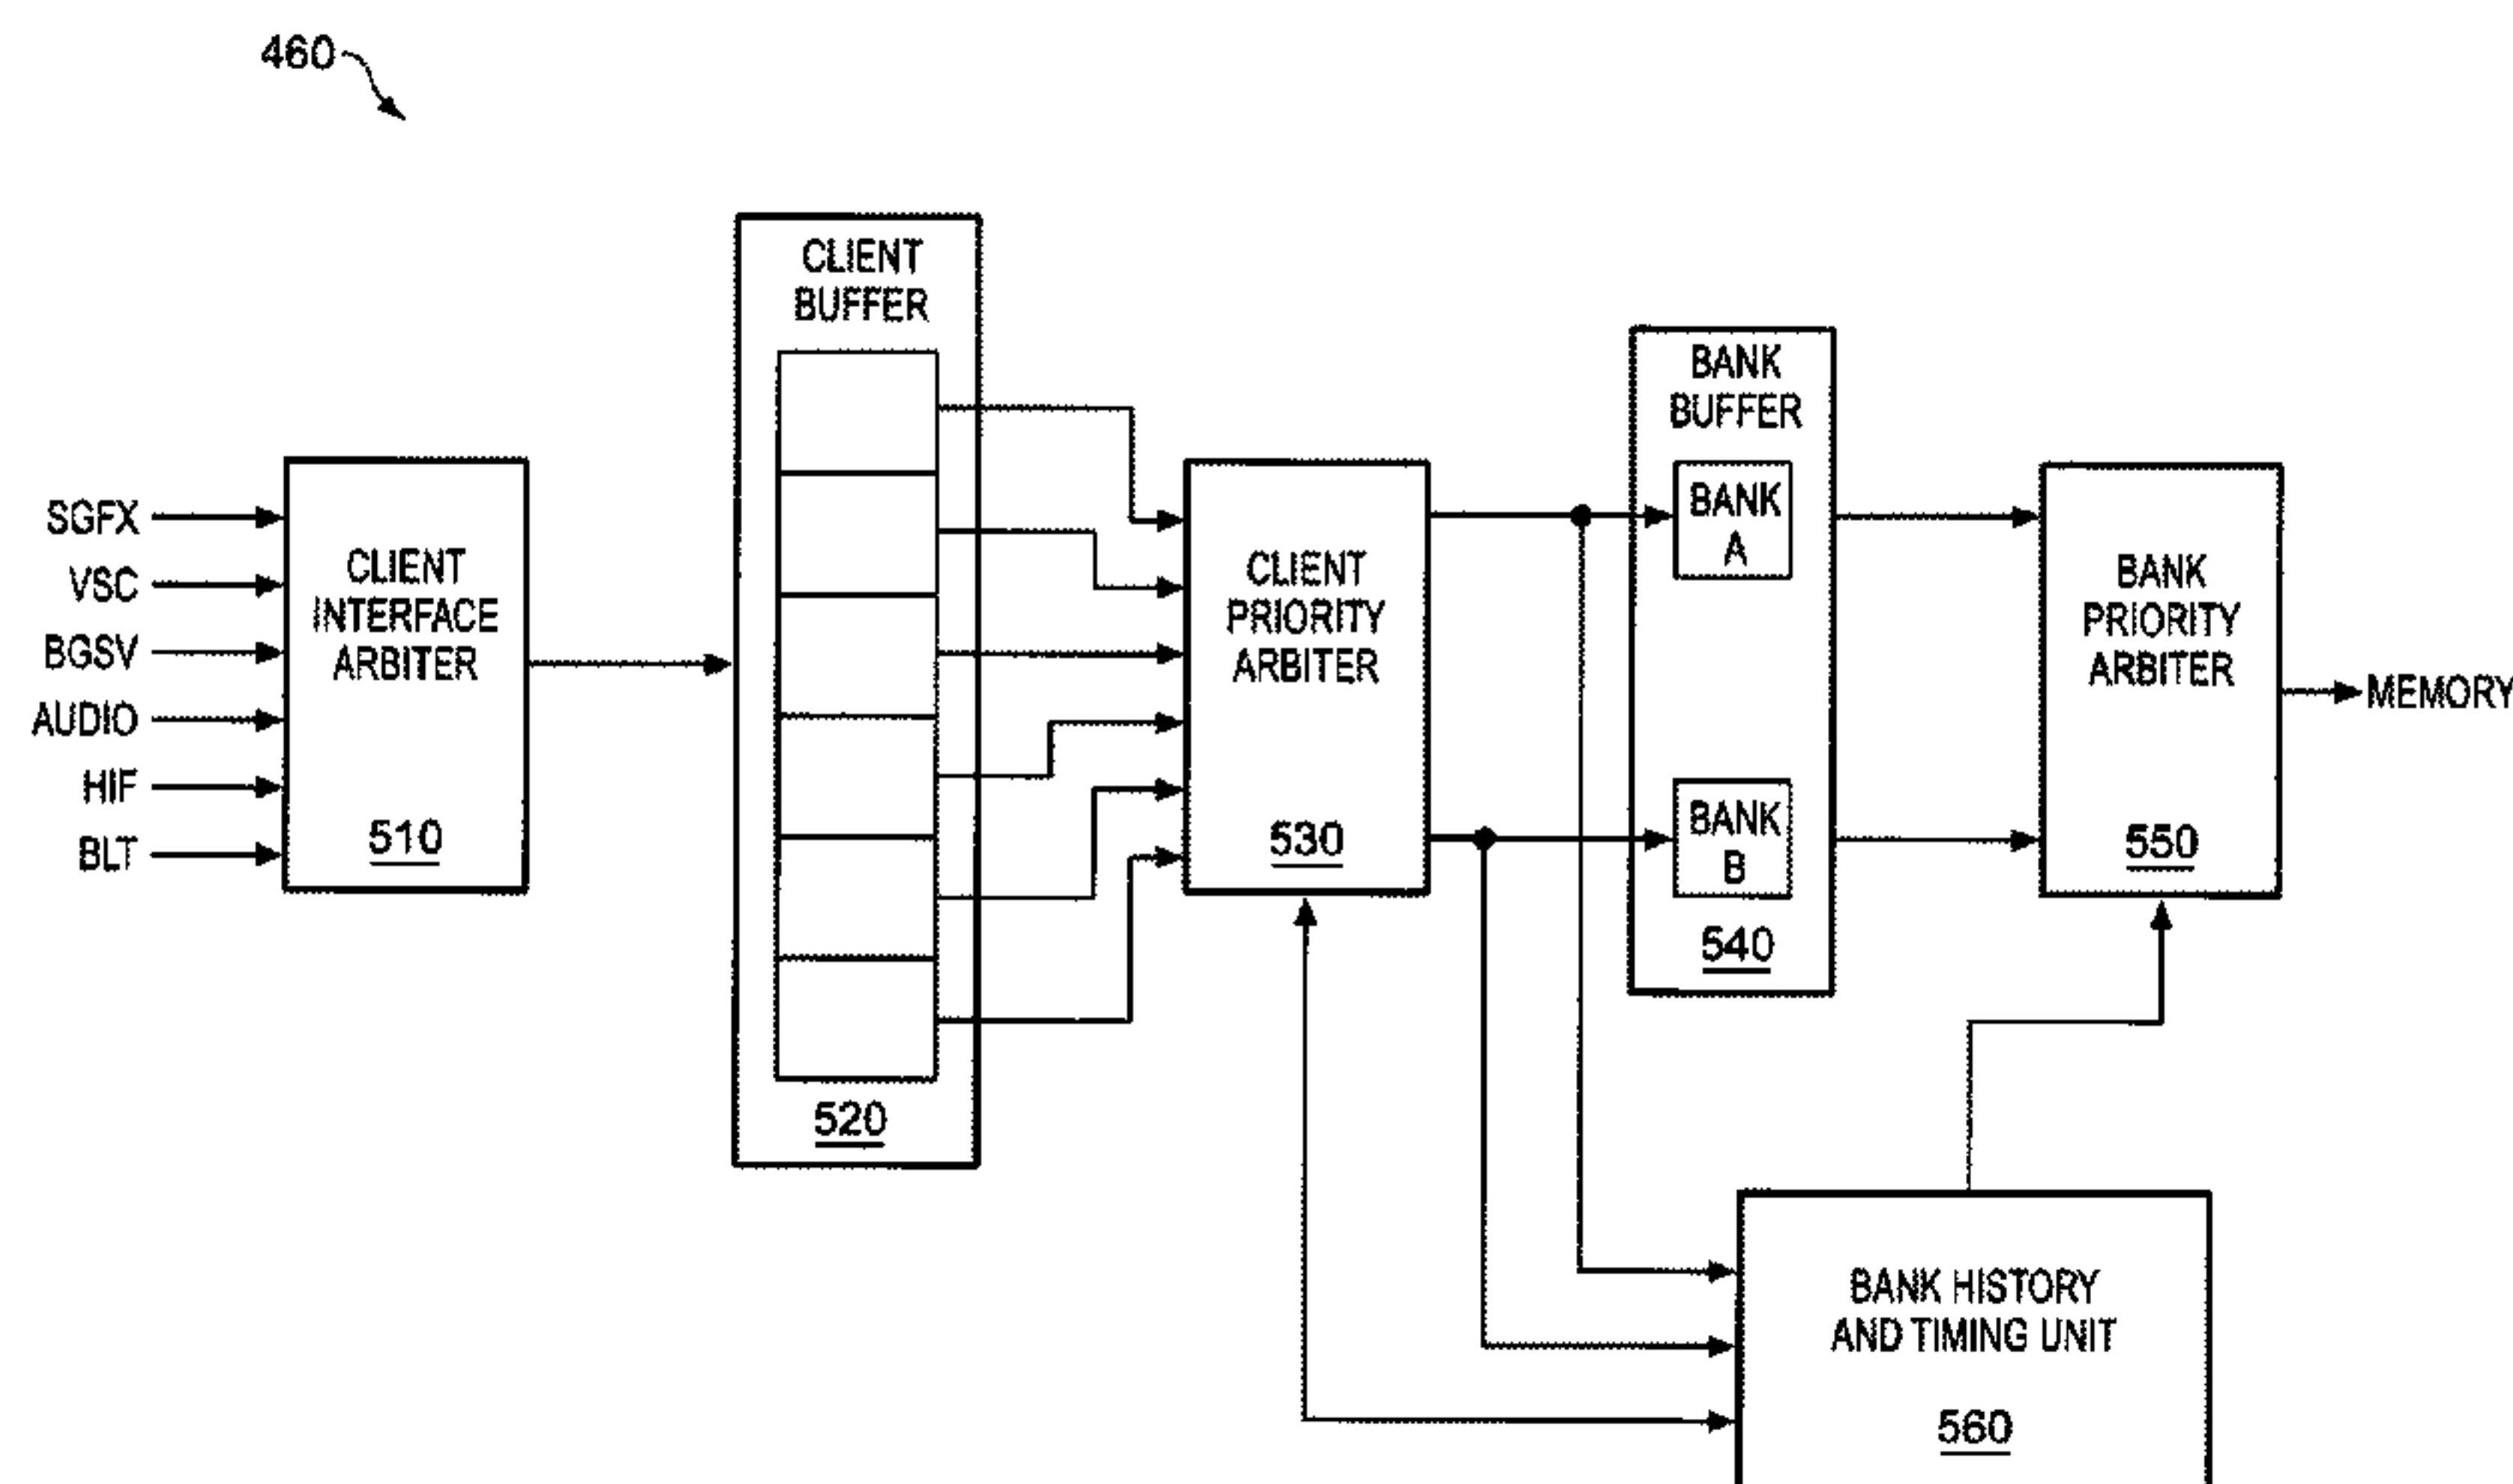 460
CLIENT
BUFFER
SGFX
VSC
BGSV
AUDIO
HIF
BLT
CLIENT
INTERFACE
ARBITER
510
520
CLIENT
PRIORITY
ARBITER
530
BANK
BUFFER
BANK
A
BANK
B
540
BANK
PRIORITY
ARBITER
550
MEMORY
BANK HISTORY
AND TIMING UNIT
560